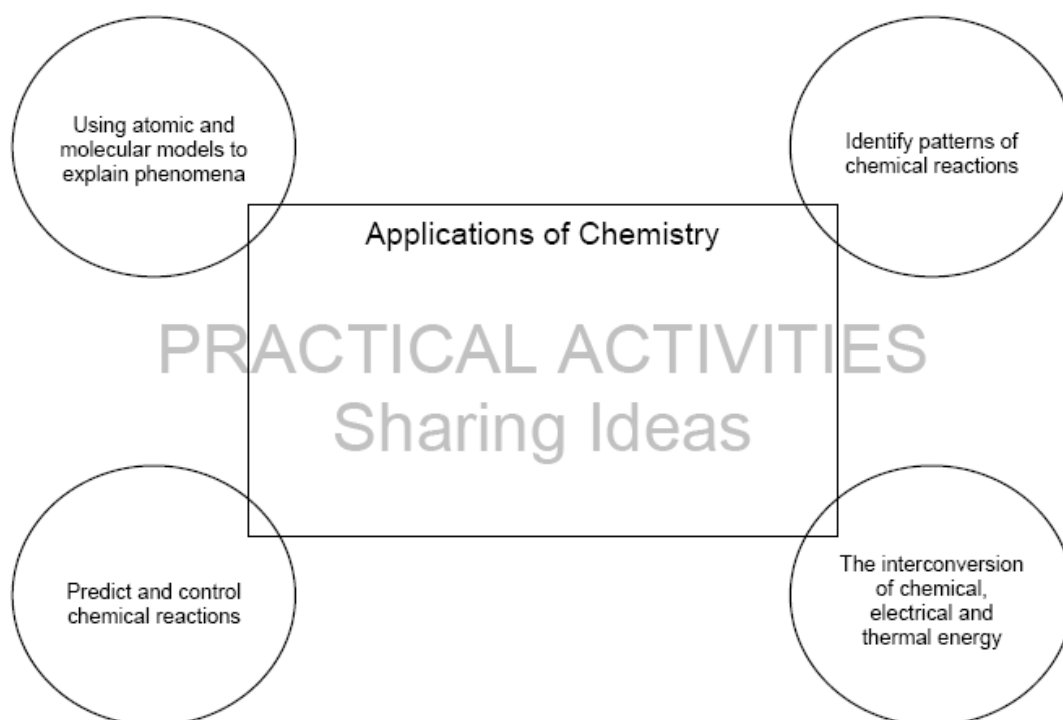 Using atomic and
molecular models to
explain phenomena
Identify patterns of
chemical reactions
Applications of Chemistry
PRACTICAL ACTIVITIES
Sharing Ideas
Predict and control
chemical reactions
The interconversion
of chemical,
electrical and
thermal energy